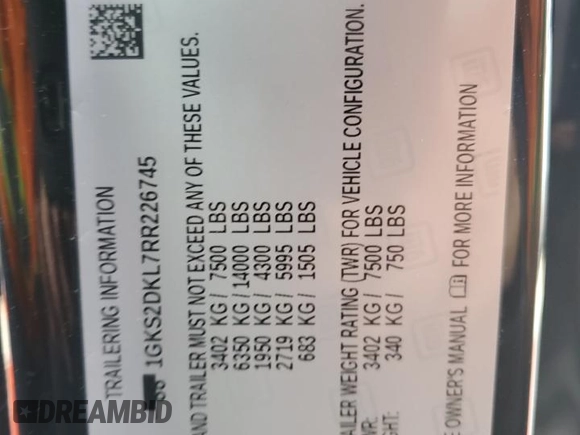 TRAILERING INFORMATION
1GKS2DKL7RR226745
AND TRAILER MUST NOT EXCEED ANY OF THESE VALUES.
3402 KG/ 7500 LBS
6350 KG/14000 LBS
1950 KG/ 4300 LBS
2719 KG/ 5995 LBS
683 KG/ 1505 LBS
AILER WEIGHT RATING (TWR) FOR VEHICLE CONFIGURATION.
WR: 3402 KG/ 7500 LBS
GHT: 340 KG/ 750 LBS
E OWNER'S MANUAL FOR MORE INFORMATION
DREAMBID